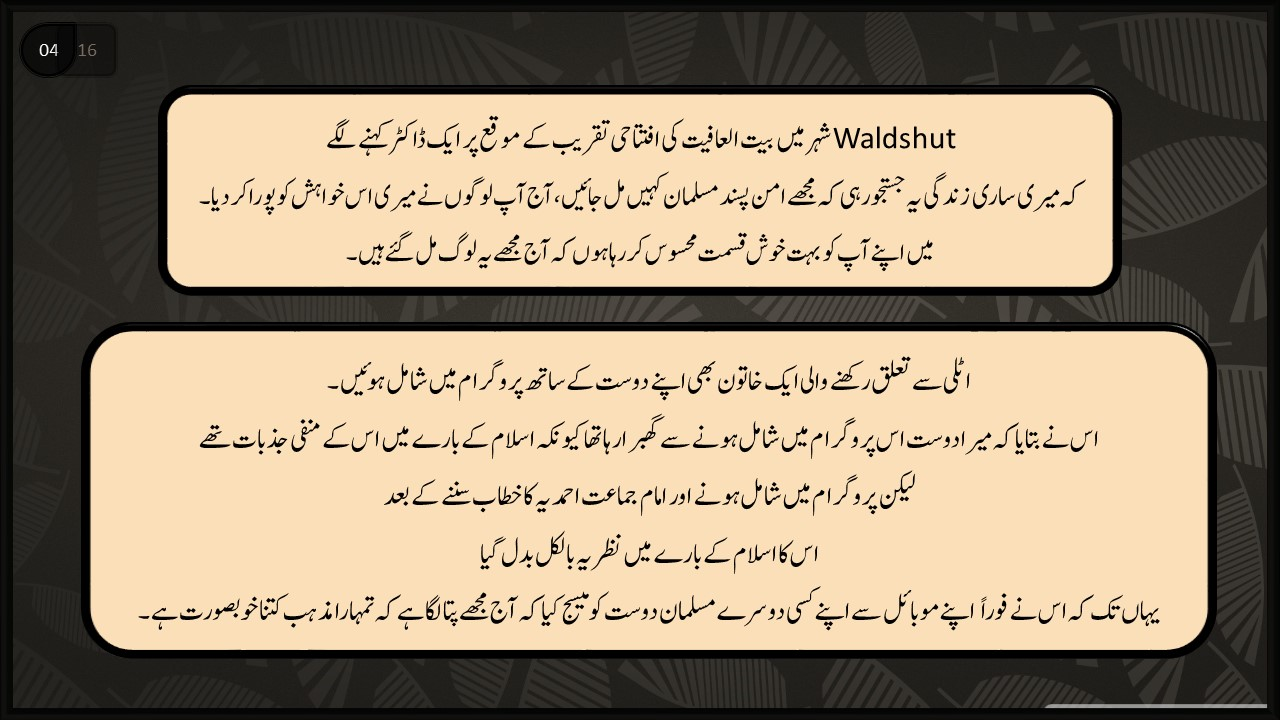 04 16
Waldshut شہر میں بیت العافیت کی افتتاحی تقریب کے موقع پر ایک ڈاکٹر کہنے لگے
کہ میری ساری زندگی یہ جستجو رہی کہ مجھے امن پسند مسلمان کہیں مل جائیں، آج آپ لوگوں نے میری اس خواہش کو پورا کر دیا۔
میں اپنے آپ کو بہت خوش قسمت محسوس کر رہا ہوں کہ آج مجھے یہ لوگ مل گئے ہیں۔
اٹلی سے تعلق رکھنے والی ایک خاتون بھی اپنے دوست کے ساتھ پروگرام میں شامل ہوئیں۔
اس نے بتایا کہ میرا دوست اس پروگرام میں شامل ہونے سے گھبرا رہا تھا کیونکہ اسلام کے بارے میں اس کے منفی جذبات تھے
لیکن پروگرام میں شامل ہونے اور امام جماعت احمدیہ کا خطاب سننے کے بعد
اس کا اسلام کے بارے میں نظریہ بالکل بدل گیا
یہاں تک کہ اس نے فوراً اپنے موبائل سے اپنے کسی دوسرے مسلمان دوست کو میسج کیا کہ آج مجھے پتا لگا ہے کہ تمہارا مذہب کتنا خوبصورت ہے۔